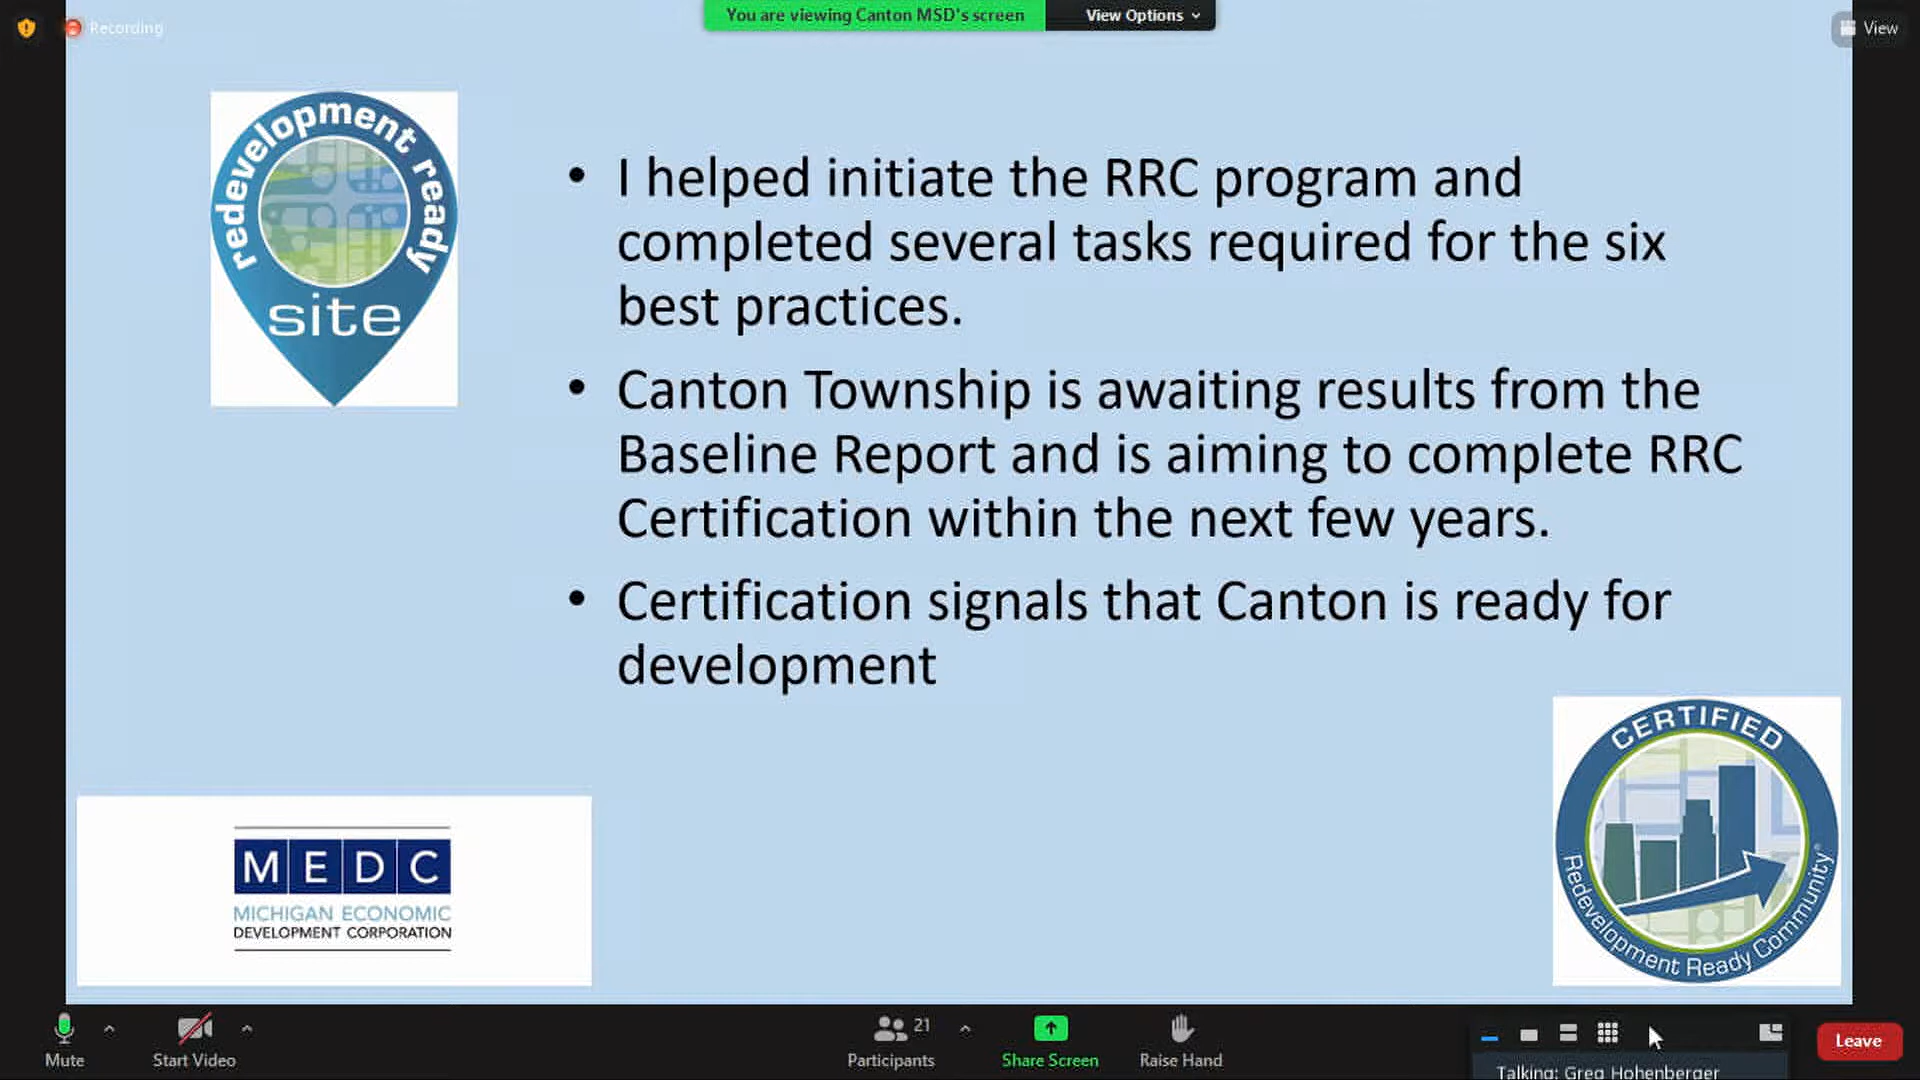 You are viewing Canton MSD's screen
View Options
Recording
View
redevelopment ready
site
• I helped initiate the RRC program and
completed several tasks required for the six
best practices.
• Canton Township is awaiting results from the
Baseline Report and is aiming to complete RRC
Certification within the next few years.
• Certification signals that Canton is ready for
development
MEDC
MICHIGAN ECONOMIC
DEVELOPMENT CORPORATION
CERTIFIED
Redevelopment Ready Community®
Mute
Start Video
21
Participants
Share Screen
Raise Hand
Talking: Greg Hohenberger
Leave